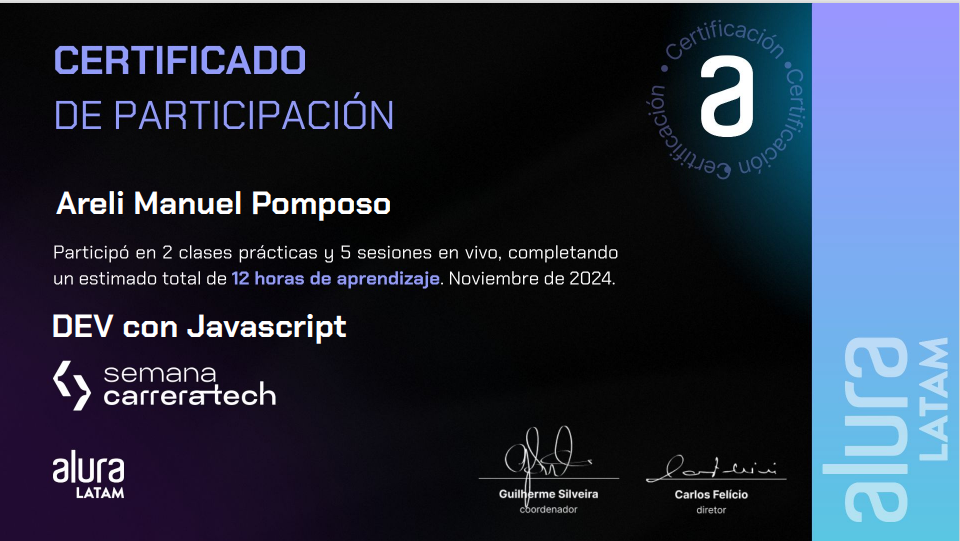 CERTIFICADO
DE PARTICIPACIÓN
Certificación • Certificación Certificación •
a
Areli Manuel Pomposo
Participó en 2 clases prácticas y 5 sesiones en vivo, completando
un estimado total de 12 horas de aprendizaje. Noviembre de 2024.
DEV con Javascript
semana
carreratech
alura
LATAM
Guilherme Silveira
coordenador
Carlos Felício
diretor
alura
LATAM